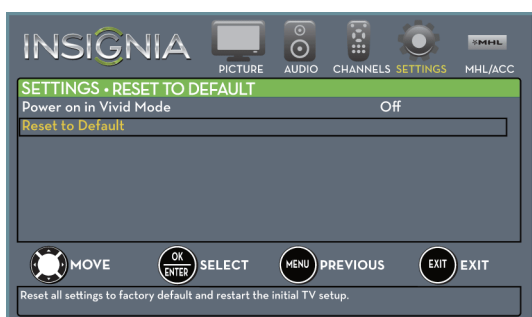 INSIGNIA
PICTURE AUDIO CHANNELS SETTINGS MHL/ACC
MHL
SETTINGS • RESET TO DEFAULT
Power on in Vivid Mode Off
Reset to Default
MOVE OK ENTER SELECT MENU PREVIOUS EXIT EXIT
Reset all settings to factory default and restart the initial TV setup.